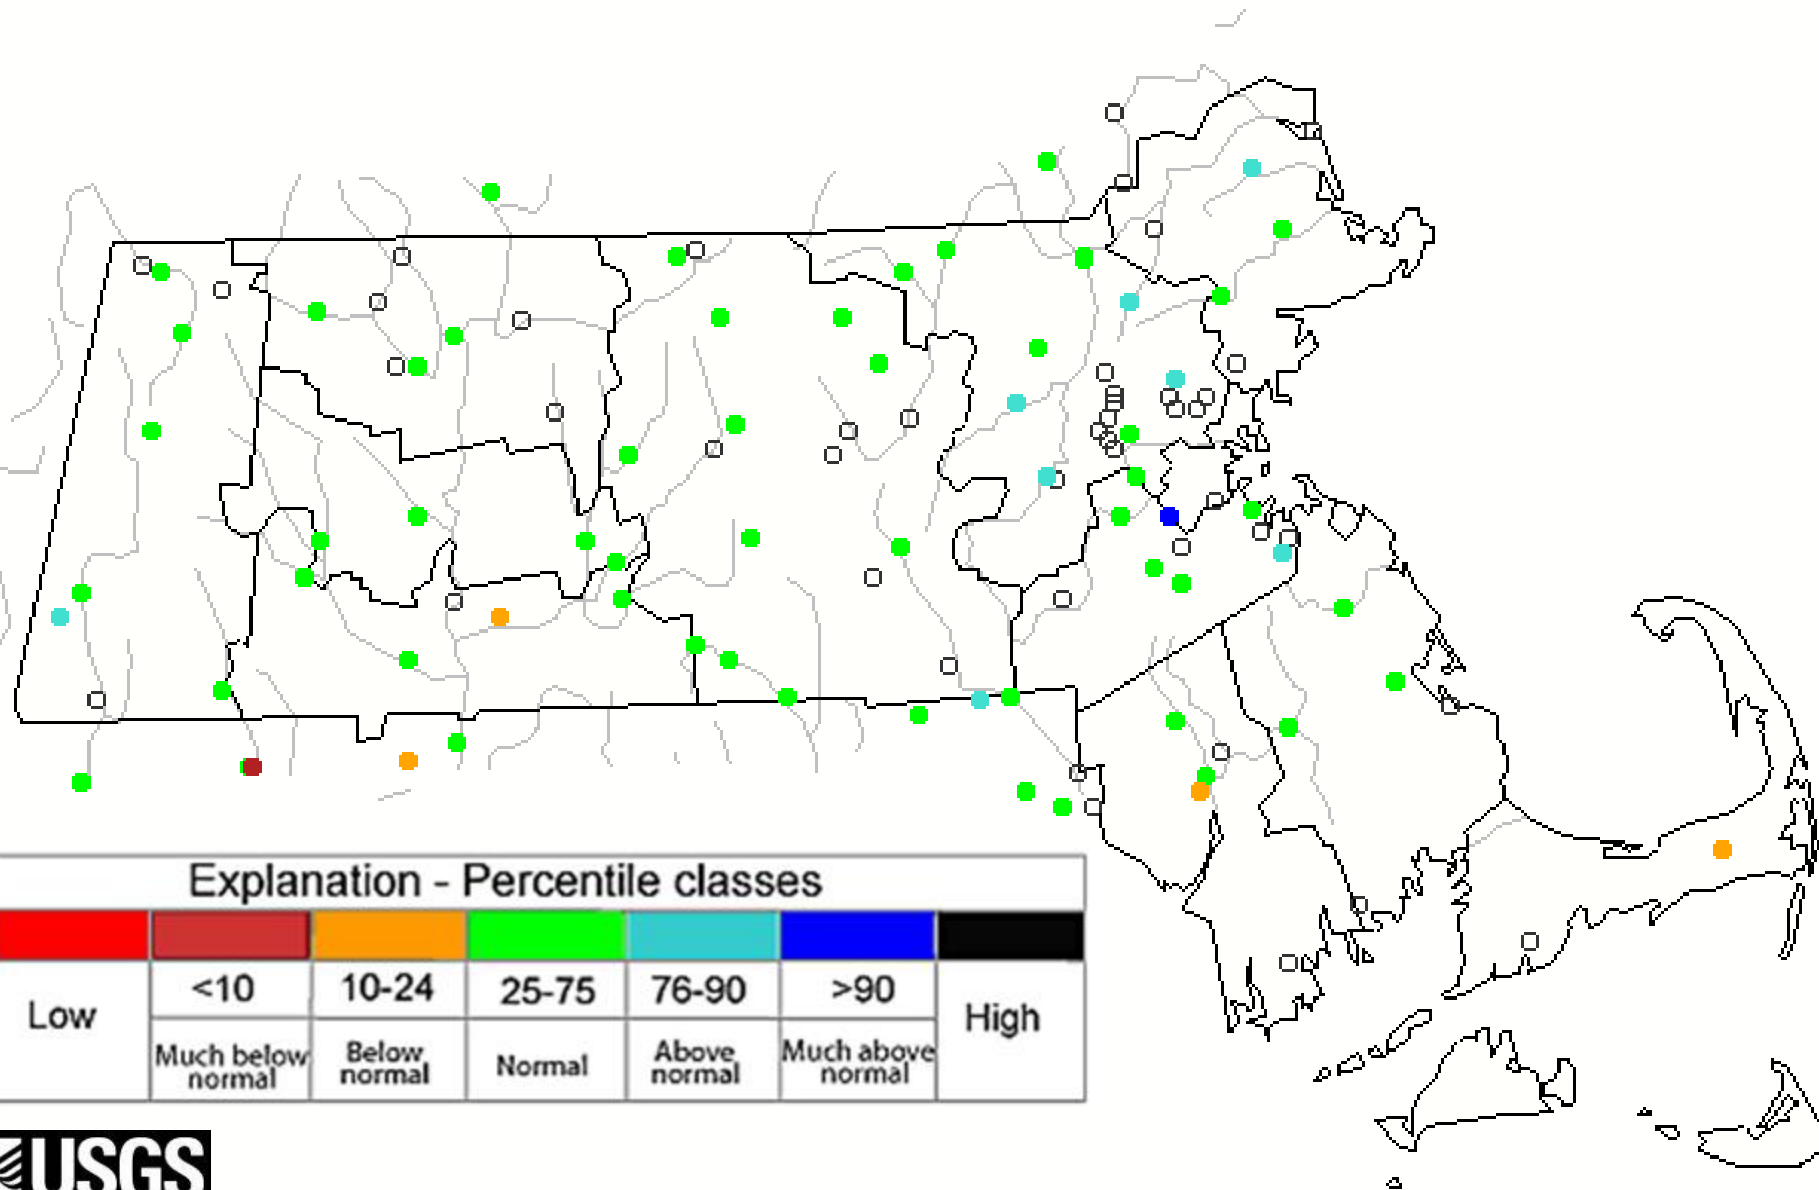 Explanation - Percentile classes
<10 10-24 25-75 76-90 >90
Low High
Much below normal Below normal Normal Above normal Much above normal
USGS